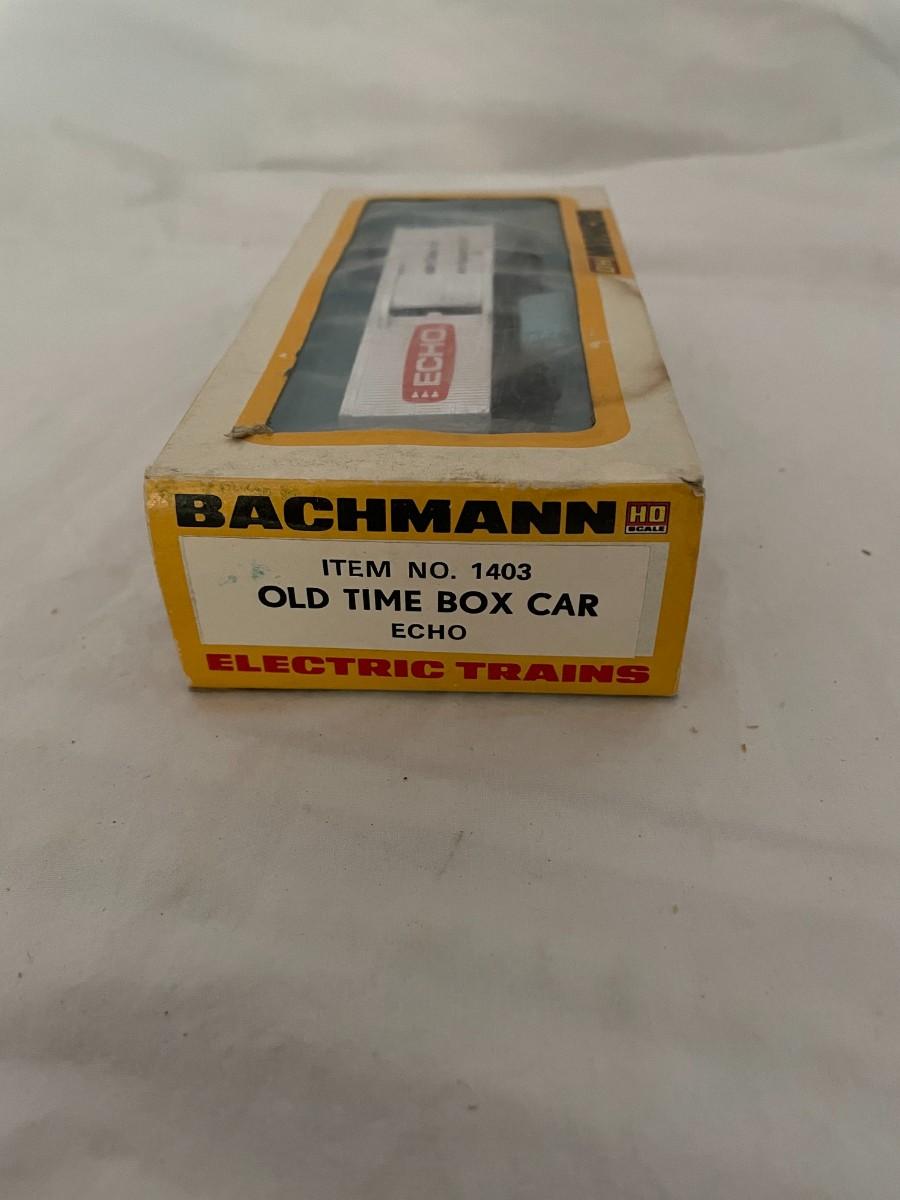 ECHO
BACHMANN HO SCALE
ITEM NO. 1403
OLD TIME BOX CAR
ECHO
ELECTRIC TRAINS